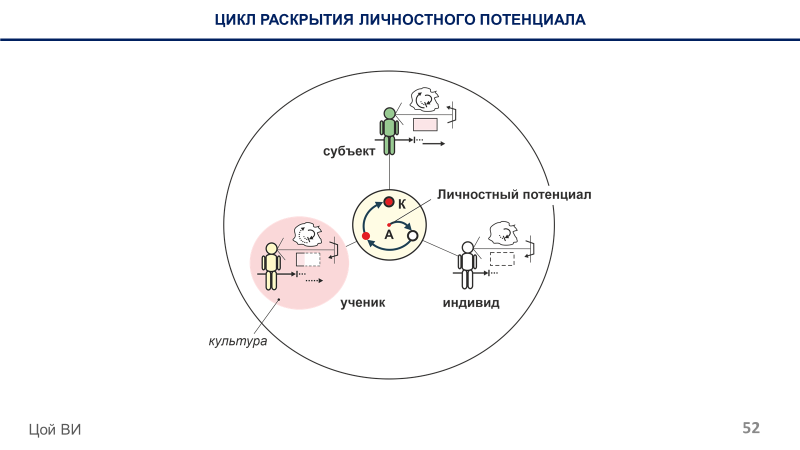 ЦИКЛ РАСКРЫТИЯ ЛИЧНОСТНОГО ПОТЕНЦИАЛА
субъект
К
Личностный потенциал
А
ученик
индивид
культура
Цой ВИ
52